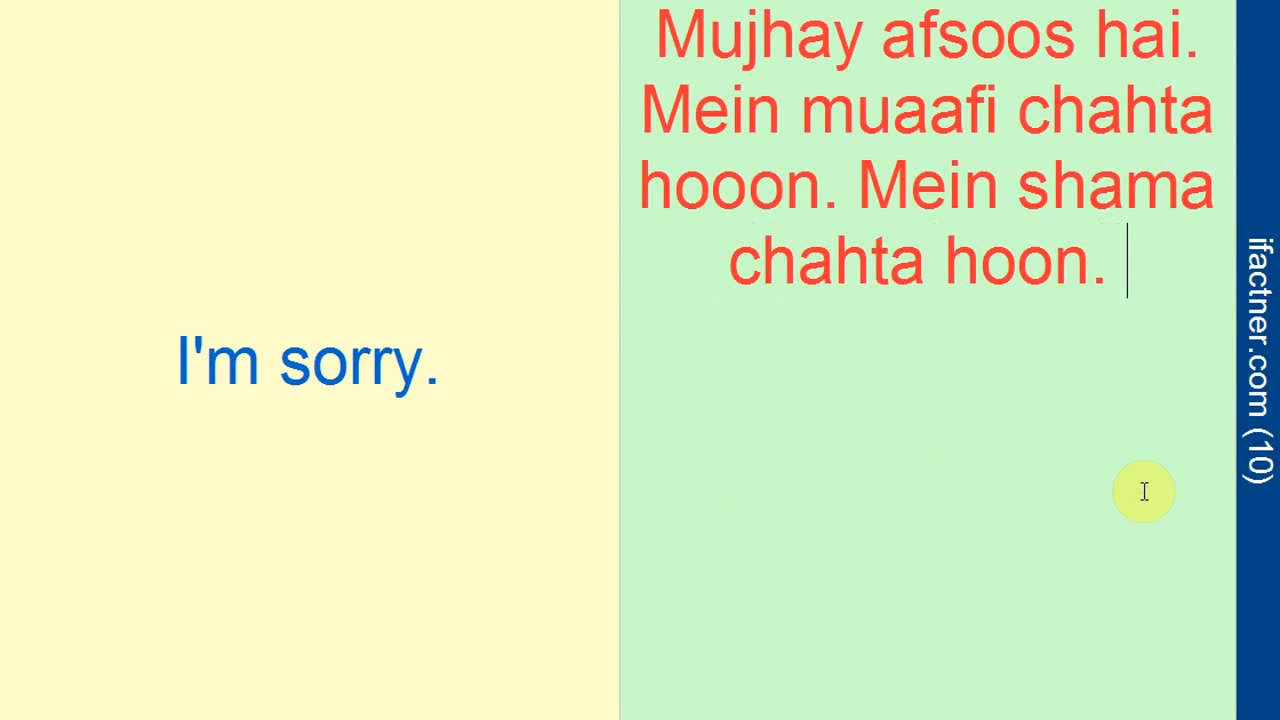 I'm sorry.
Mujhay afsoos hai.
Mein muaafi chahta
hooon. Mein shama
chahta hoon.
ifactner.com (10)